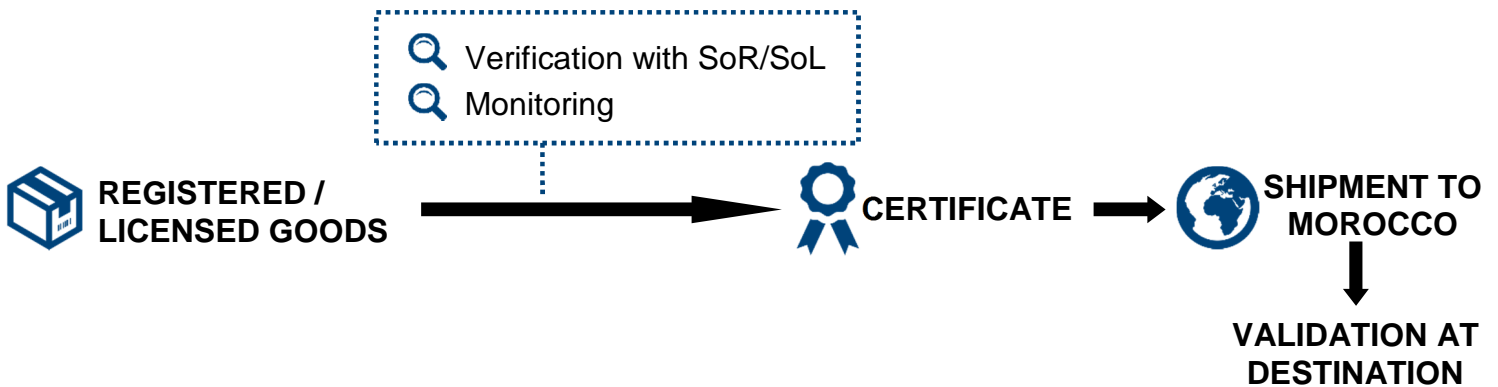 Verification with SoR/SoL
Monitoring
REGISTERED /
LICENSED GOODS
CERTIFICATE
SHIPMENT TO
MOROCCO
VALIDATION AT
DESTINATION